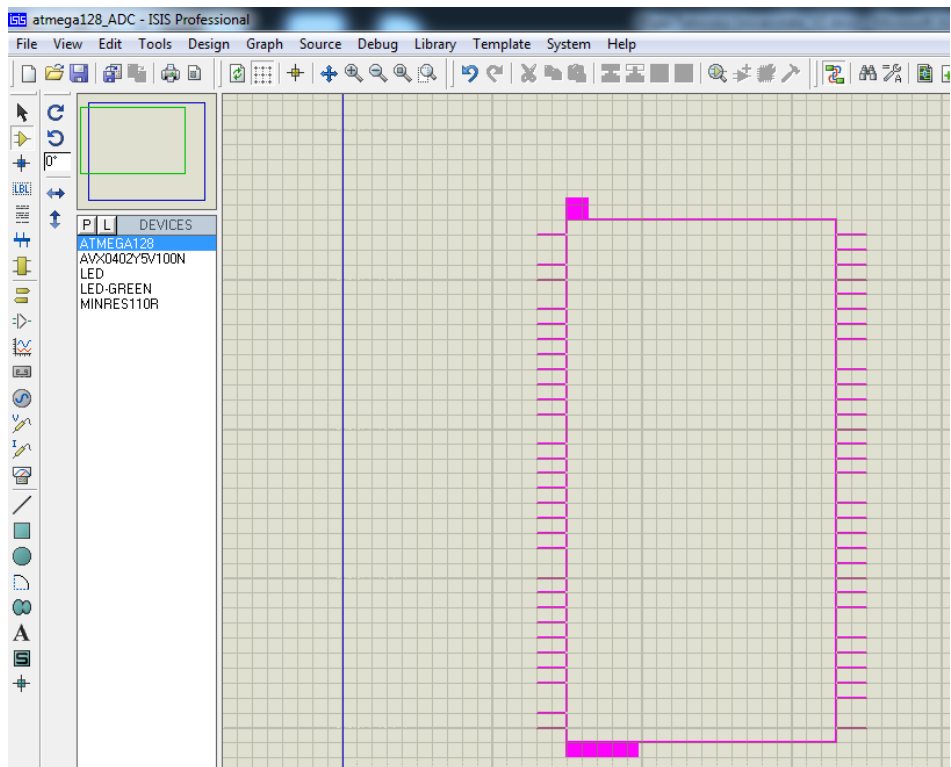 isis atmega128_ADC - ISIS Professional
File View Edit Tools Design Graph Source Debug Library Template System Help
0°
LBL
P L DEVICES
ATMEGA128
AVX0402Y5V100N
LED
LED-GREEN
MINRES110R
V
I
A
S